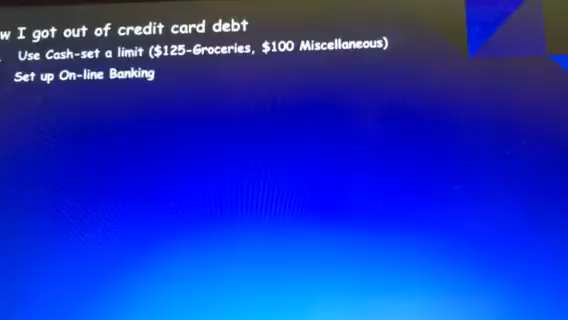 w I got out of credit card debt
Use Cash-set a limit ($125-Groceries, $100 Miscellaneous)
Set up On-line Banking